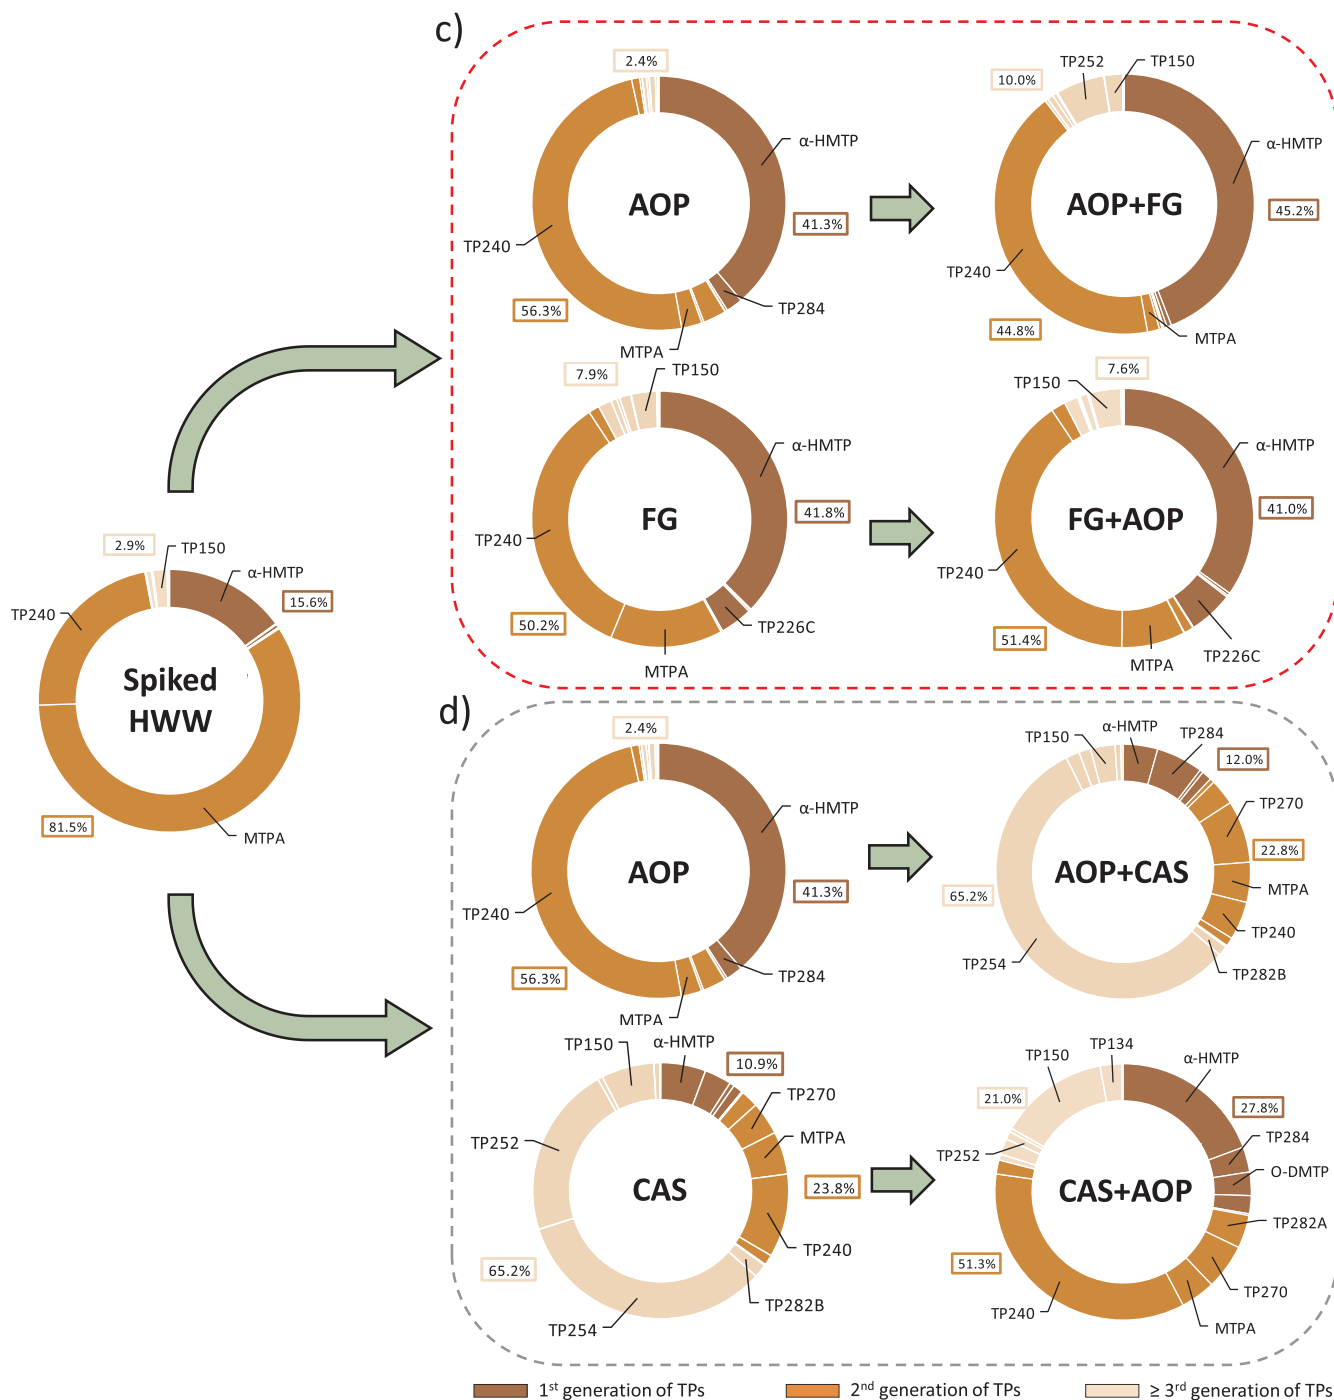 c)
2.4%
α-HMTP
AOP
TP240
41.3%
56.3%
TP284
MTPA
10.0%
TP252
TP150
α-HMTP
AOP+FG
45.2%
TP240
44.8%
MTPA
7.9%
TP150
α-HMTP
FG
41.8%
TP240
50.2%
TP226C
MTPA
7.6%
TP150
α-HMTP
FG+AOP
41.0%
TP240
51.4%
TP226C
MTPA
2.9%
TP150
α-HMTP
15.6%
TP240
Spiked
HWW
81.5%
MTPA
d)
2.4%
α-HMTP
AOP
41.3%
TP240
56.3%
TP284
MTPA
α-HMTP
TP150
TP284
12.0%
TP270
22.8%
AOP+CAS
65.2%
MTPA
TP240
TP254
TP282B
α-HMTP
TP150
10.9%
TP270
MTPA
TP252
CAS
23.8%
TP240
65.2%
TP282B
TP254
TP134
TP150
α-HMTP
21.0%
27.8%
TP284
TP252
O-DMTP
CAS+AOP
TP282A
51.3%
TP270
TP240
MTPA
1st generation of TPs
2nd generation of TPs
≥ 3rd generation of TPs